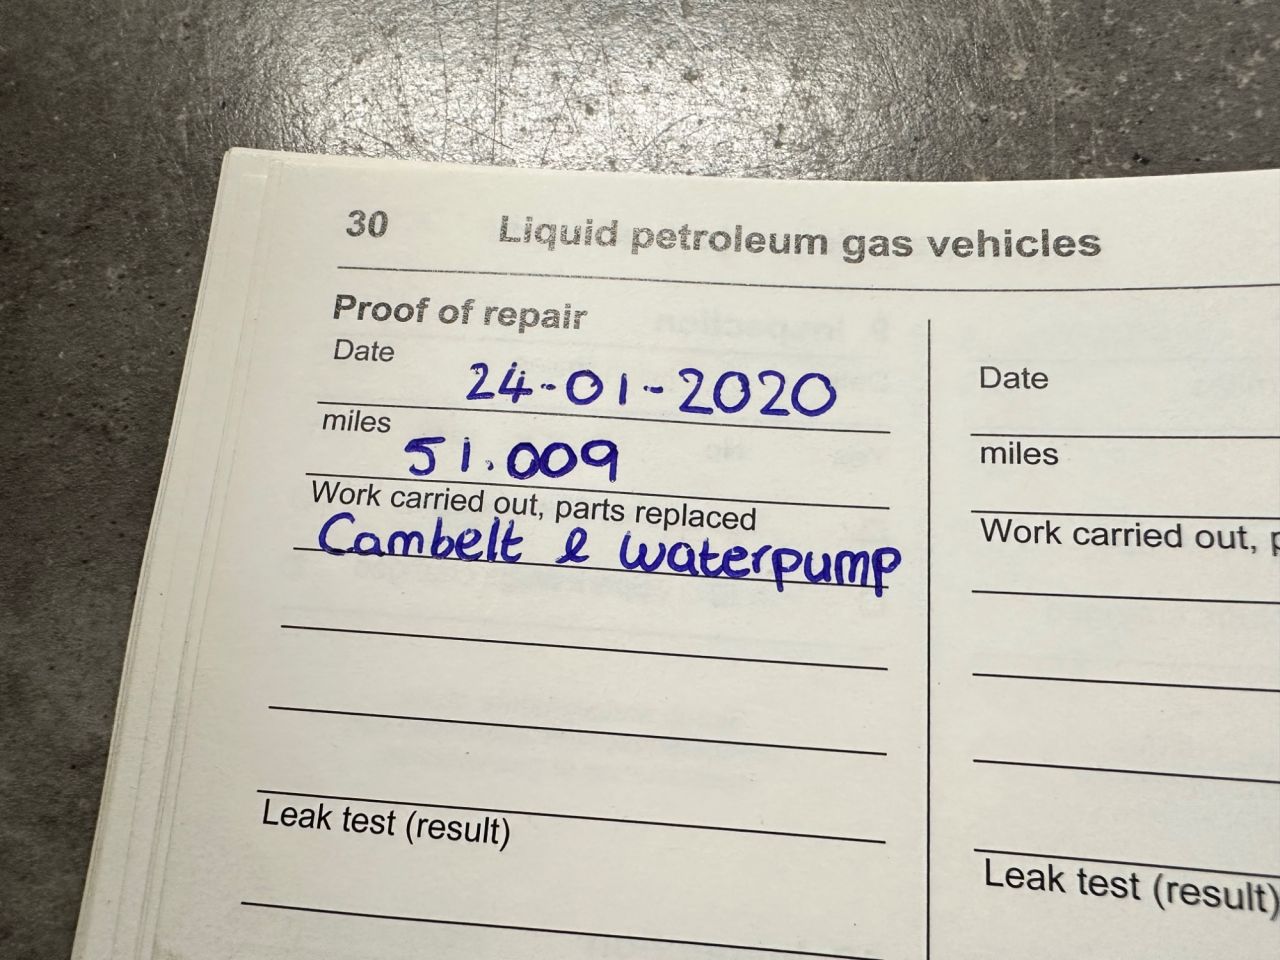 30 Liquid petroleum gas vehicles
Proof of repair
Date 24-01-2020
miles 51.009
Work carried out, parts replaced
Cambelt & waterpump
Leak test (result)
Date
miles
Work carried out, p
Leak test (result)